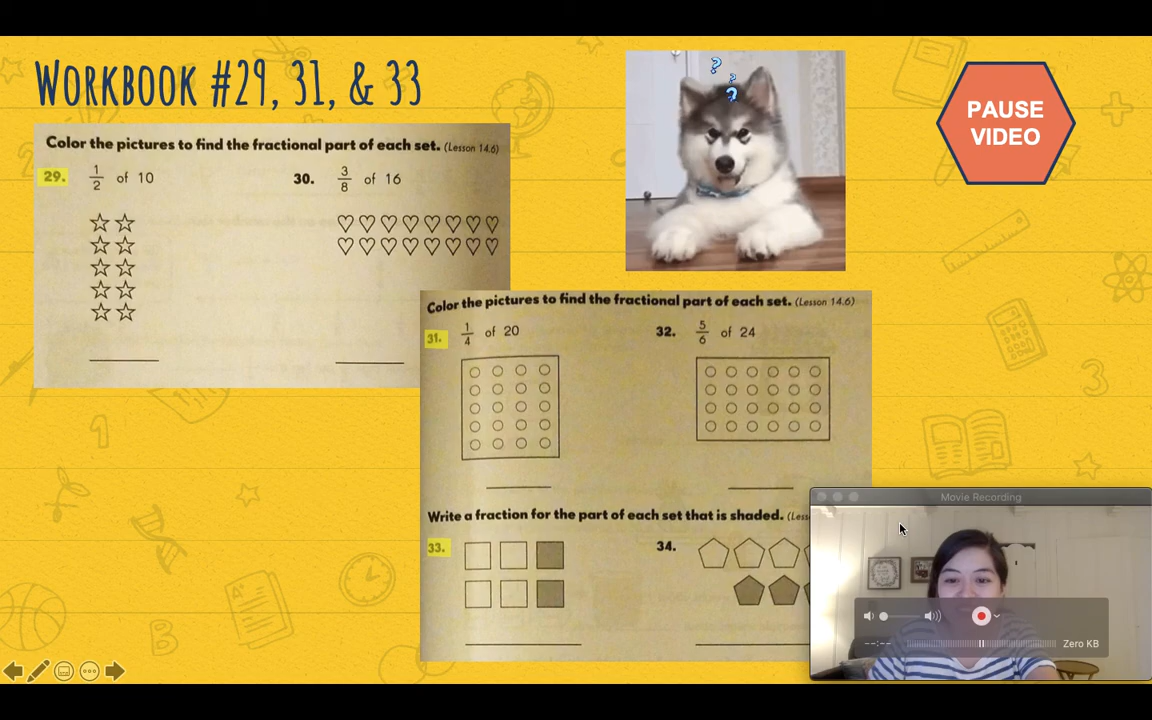 WORKBOOK #29, 31, & 33
PAUSE
VIDEO
Color the pictures to find the fractional part of each set. (Lesson 14.6)
29. 1/2 of 10
30. 3/8 of 16
Color the pictures to find the fractional part of each set. (Lesson 14.6)
31. 1/4 of 20
32. 5/6 of 24
Write a fraction for the part of each set that is shaded.
33.
34.
? ? ?
Movie Recording
--:--
Zero KB